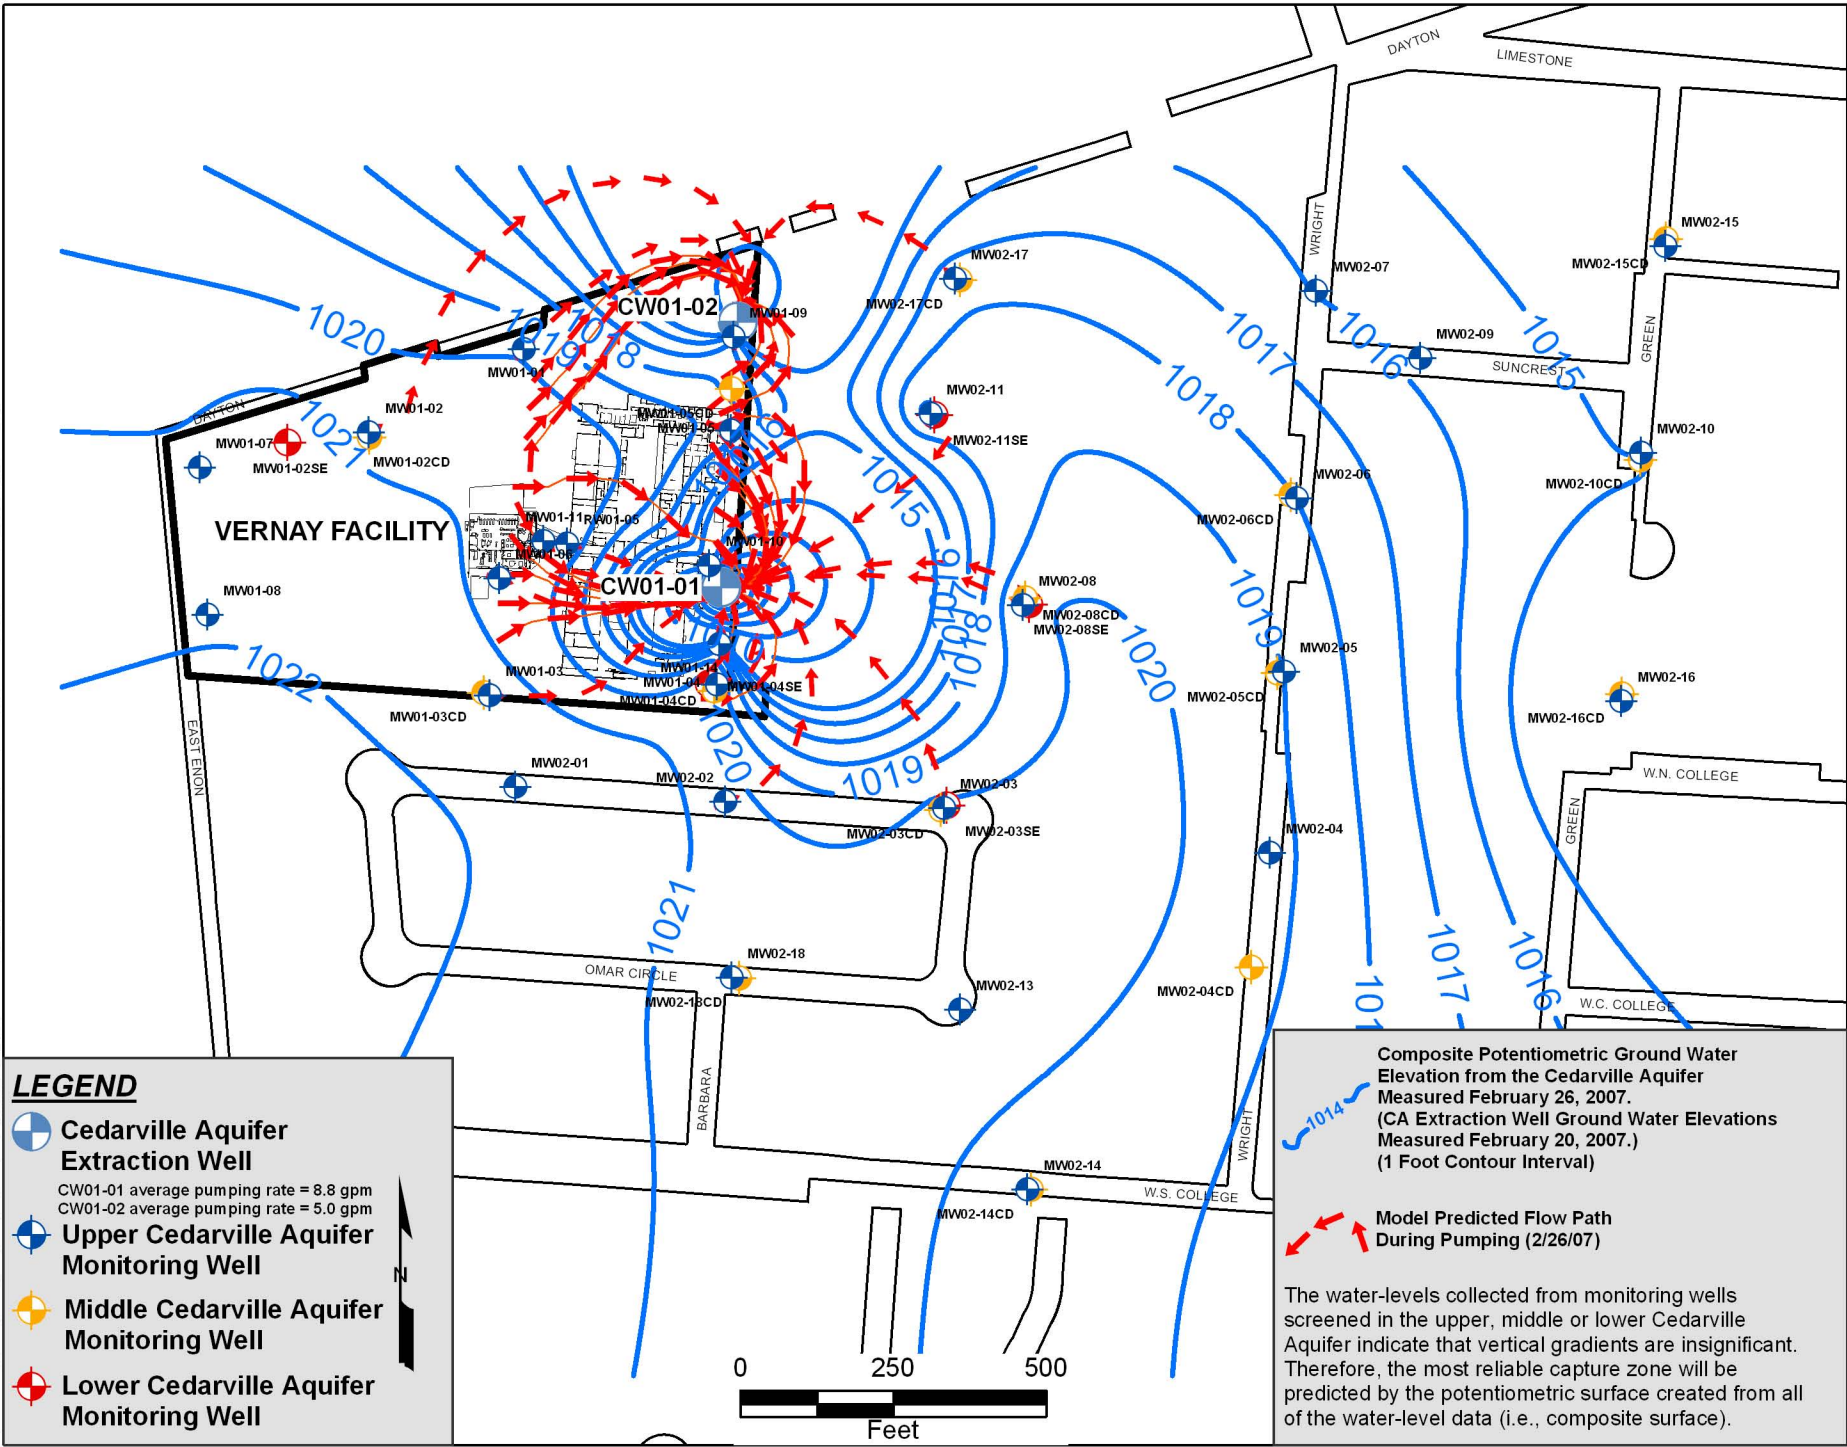 DAYTON
LIMESTONE
WRIGHT
MW02-15
MW02-15CD
MW02-17
MW02-17CD
MW02-07
MW02-09
GREEN
SUNCREST
1020
1019
1018
CW01-02
MW01-09
1017
1016
1015
MW01-01
1018
DAYTON
1021
MW01-02
MW01-07
MW01-02SE
MW01-02CD
MW01-05CD
MW01-05
MW02-11
MW02-11SE
MW02-10
MW02-10CD
1015
MW02-06
MW02-06CD
VERNAY FACILITY
MW01-11
RW01-05
MW01-06
MW01-10
CW01-01
MW01-08
1016
1017
1018
MW02-08
MW02-08CD
MW02-08SE
1019
1020
MW02-05
MW02-05CD
MW02-16
MW02-16CD
1022
MW01-03
MW01-03CD
MW01-04
MW01-04SE
MW01-04CD
EAST ENON
1020
1019
MW02-01
MW02-02
MW02-03
MW02-03CD
MW02-03SE
W.N. COLLEGE
GREEN
MW02-04
1021
OMAR CIRCLE
MW02-18
MW02-18CD
MW02-13
MW02-04CD
1017
1016
W.C. COLLEGE
BARBARA
WRIGHT
MW02-14
MW02-14CD
W.S. COLLEGE
LEGEND
Cedarville Aquifer
Extraction Well
CW01-01 average pumping rate = 8.8 gpm
CW01-02 average pumping rate = 5.0 gpm
Upper Cedarville Aquifer
Monitoring Well
N
Middle Cedarville Aquifer
Monitoring Well
Lower Cedarville Aquifer
Monitoring Well
0 250 500
Feet
1014
Composite Potentiometric Ground Water
Elevation from the Cedarville Aquifer
Measured February 26, 2007.
(CA Extraction Well Ground Water Elevations
Measured February 20, 2007.)
(1 Foot Contour Interval)
Model Predicted Flow Path
During Pumping (2/26/07)
The water-levels collected from monitoring wells
screened in the upper, middle or lower Cedarville
Aquifer indicate that vertical gradients are insignificant.
Therefore, the most reliable capture zone will be
predicted by the potentiometric surface created from all
of the water-level data (i.e., composite surface).